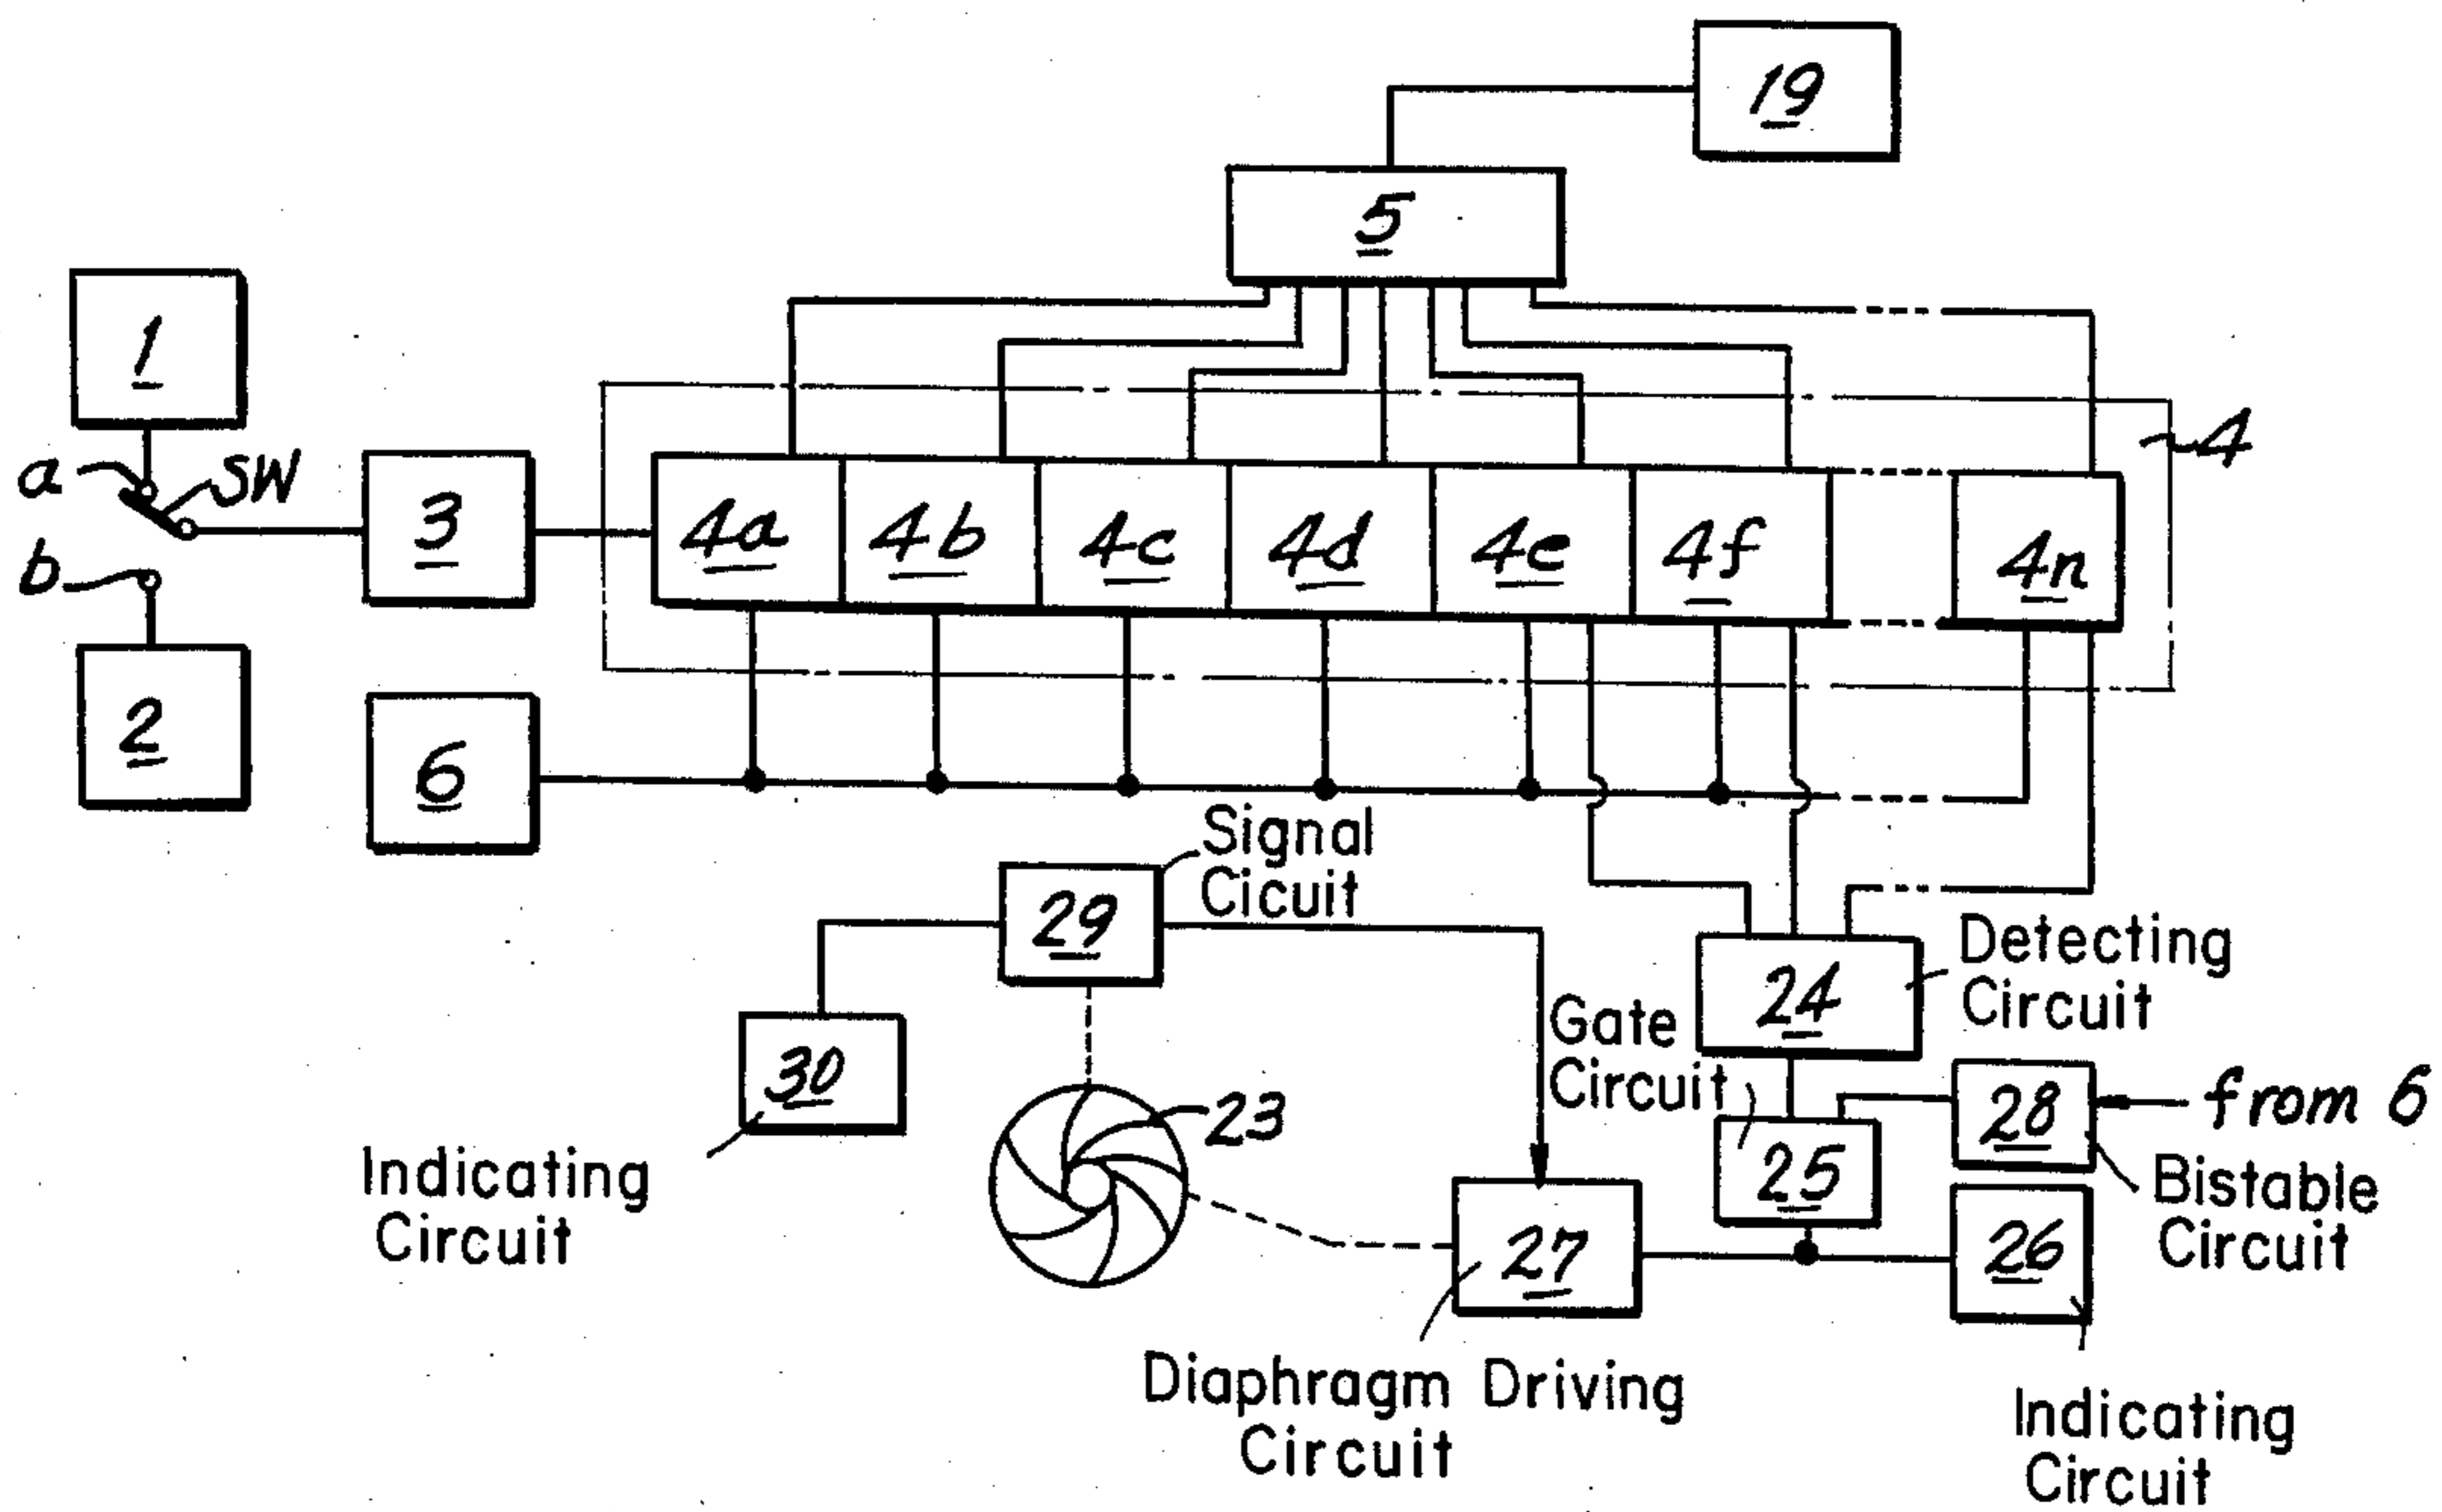 19
5
1
a
SW
4
3
4a
4b
4c
4d
4e
4f
4n
b
2
6
Signal
Cicuit
29
Detecting
Circuit
24
Gate
Circuit
30
23
28
from 6
25
Bistable
Circuit
Indicating
Circuit
27
26
Diaphragm Driving
Circuit
Indicating
Circuit